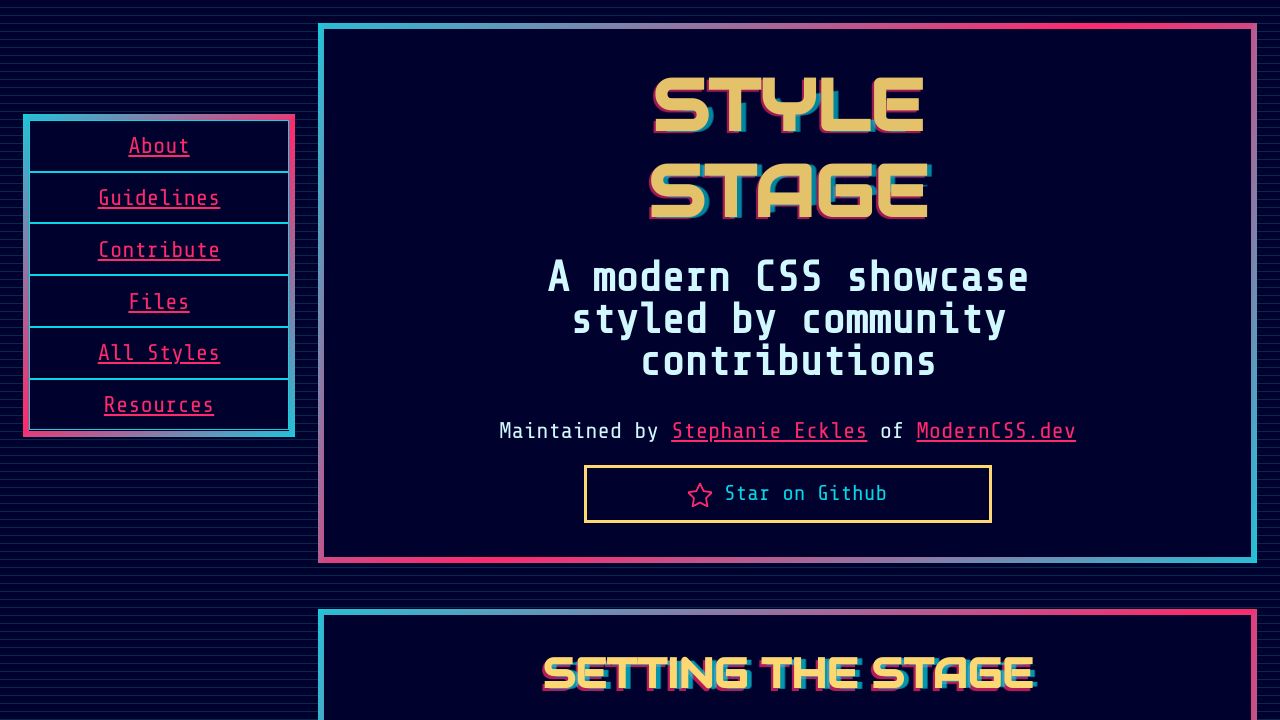 About
Guidelines
Contribute
Files
All Styles
Resources
STYLE
STAGE
A modern CSS showcase
styled by community
contributions
Maintained by Stephanie Eckles of ModernCSS.dev
Star on Github
SETTING THE STAGE